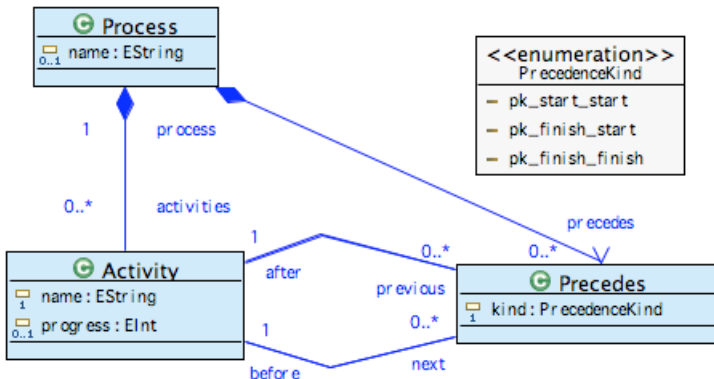 C Process
0..1 name : EString
<<enumeration>>
PrecedenceKind
pk_start_start
pk_finish_start
pk_finish_finish
1 process
0..* activities
precedes
0..*
1
after
0..*
previous
C Activity
1 name : EString
0..1 progress : EInt
C Precedes
1 kind : PrecedenceKind
0..*
next
1
before